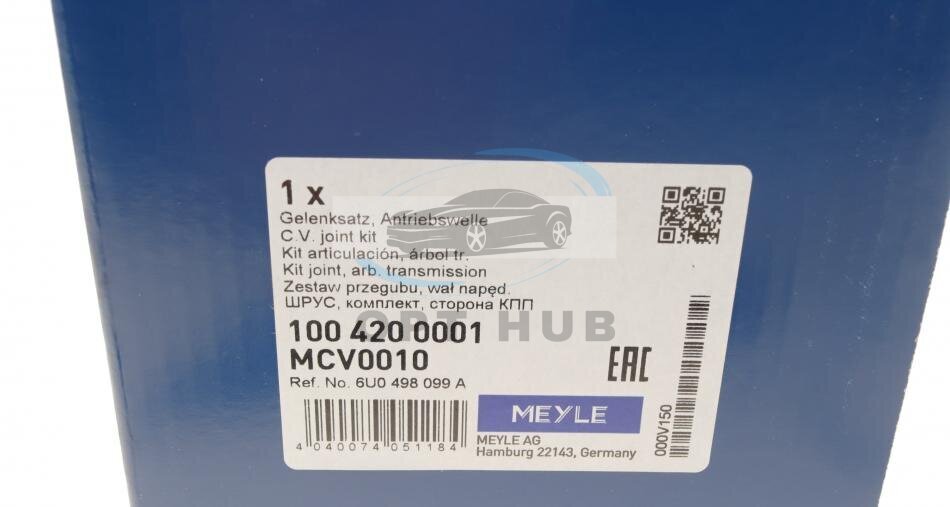 1 x
Gelenksatz, Antriebswelle
C.V. joint kit
Kit articulación, árbol tr.
Kit joint, arb. transmission
Zestaw przegubu, wał napęd.
ШРУС, комплект, сторона КПП
OPT HUB
100 420 0001
MCV0010
Ref. No. 6U0 498 099 A
EAC
MEYLE
4 040074 051184
MEYLE AG
Hamburg 22143, Germany
000V150